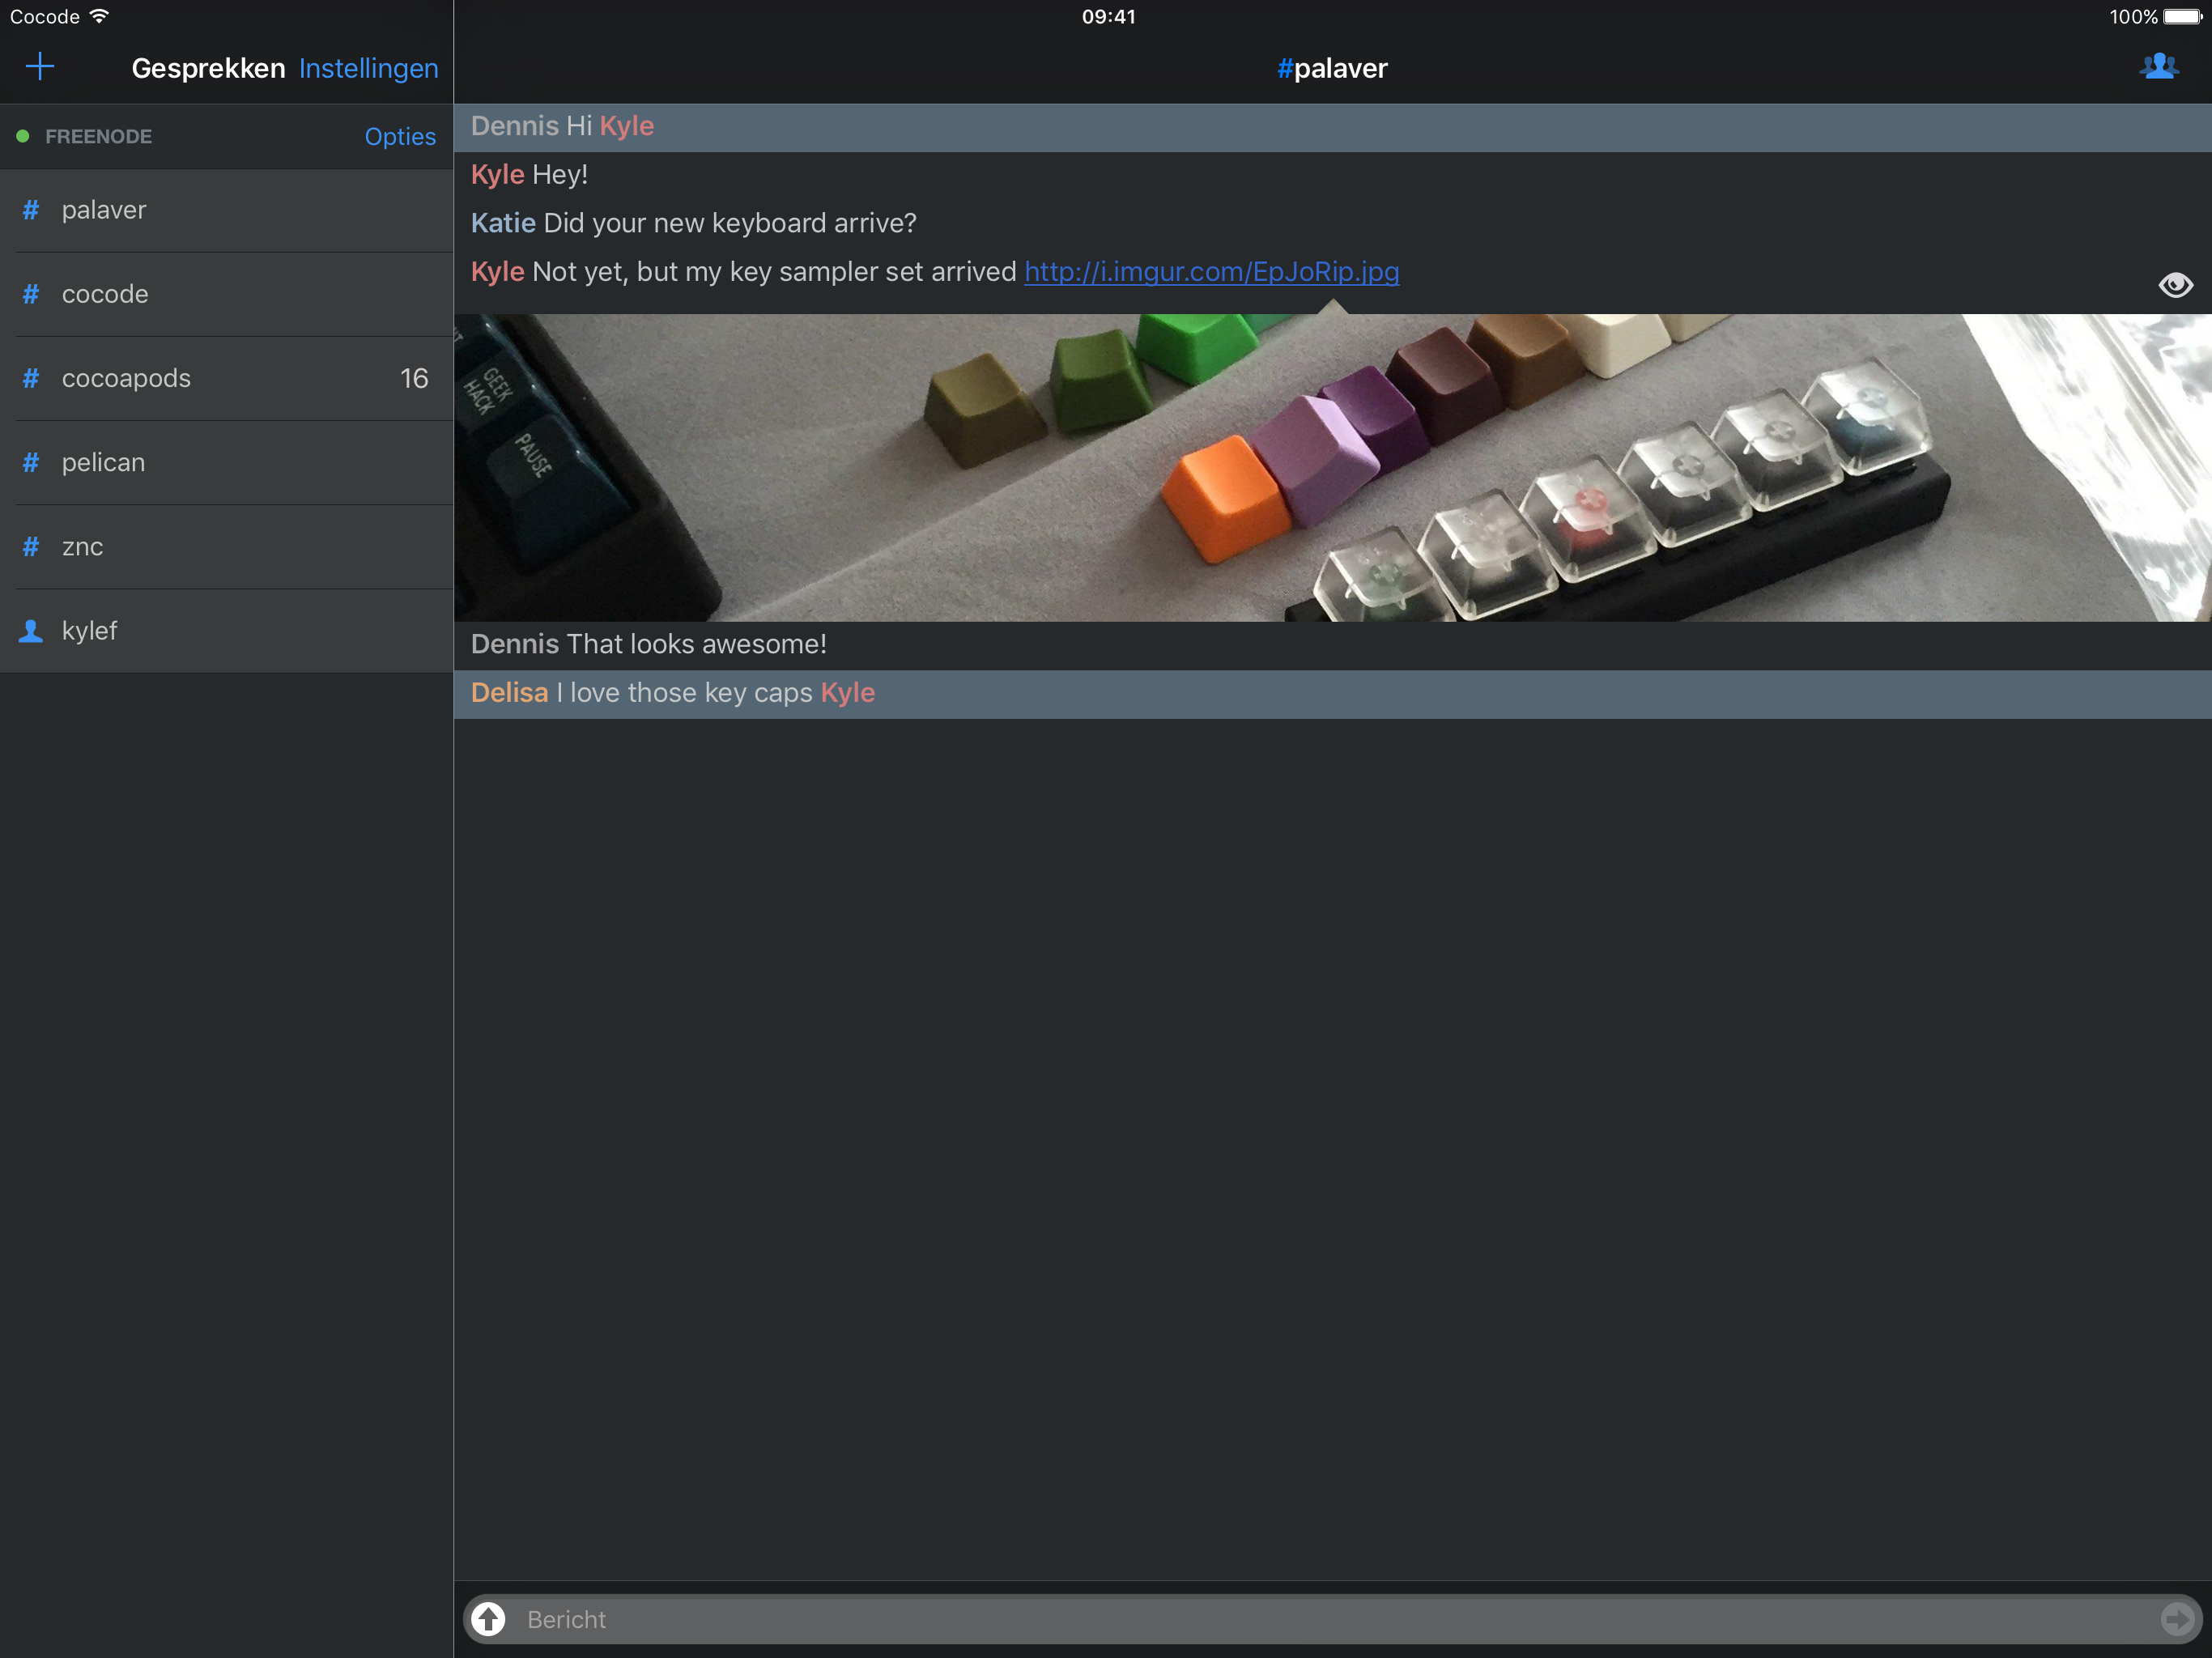 Cocode 09:41 100%
Gesprekken Instellingen
#palaver
FREENODE Opties
# palaver
# cocode
# cocoapods 16
# pelican
# znc
kylef
Dennis Hi Kyle
Kyle Hey!
Katie Did your new keyboard arrive?
Kyle Not yet, but my key sampler set arrived http://i.imgur.com/EpJoRip.jpg
GEEK
HACK
PAUSE
Dennis That looks awesome!
Delisa I love those key caps Kyle
Bericht